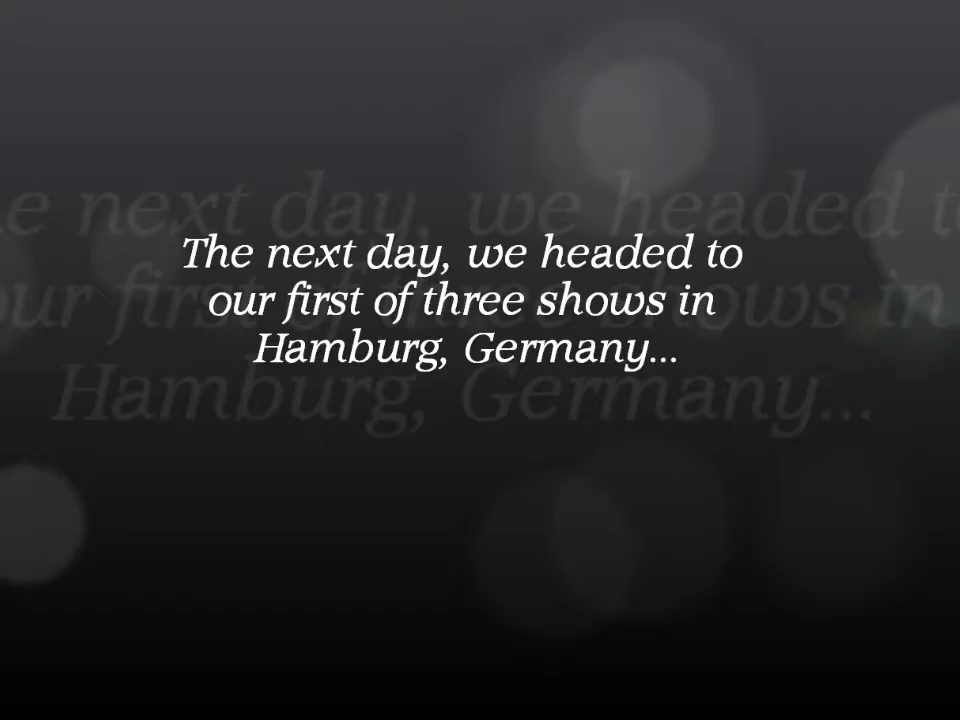 The next day, we headed to
our first of three shows in
Hamburg, Germany...